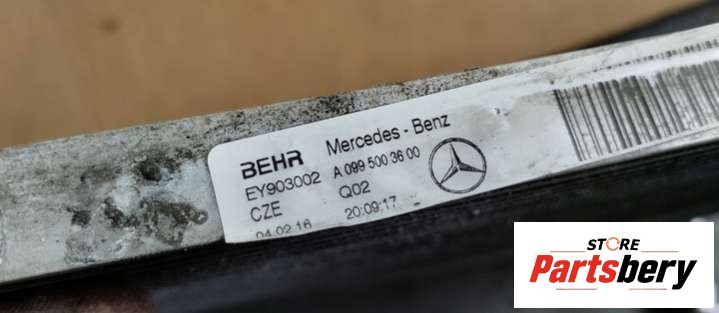 BEHR Mercedes-Benz
EY903002 A 099 500 36 00
CZE Q02
04.02.16 20:09:17
STORE
Partsbery